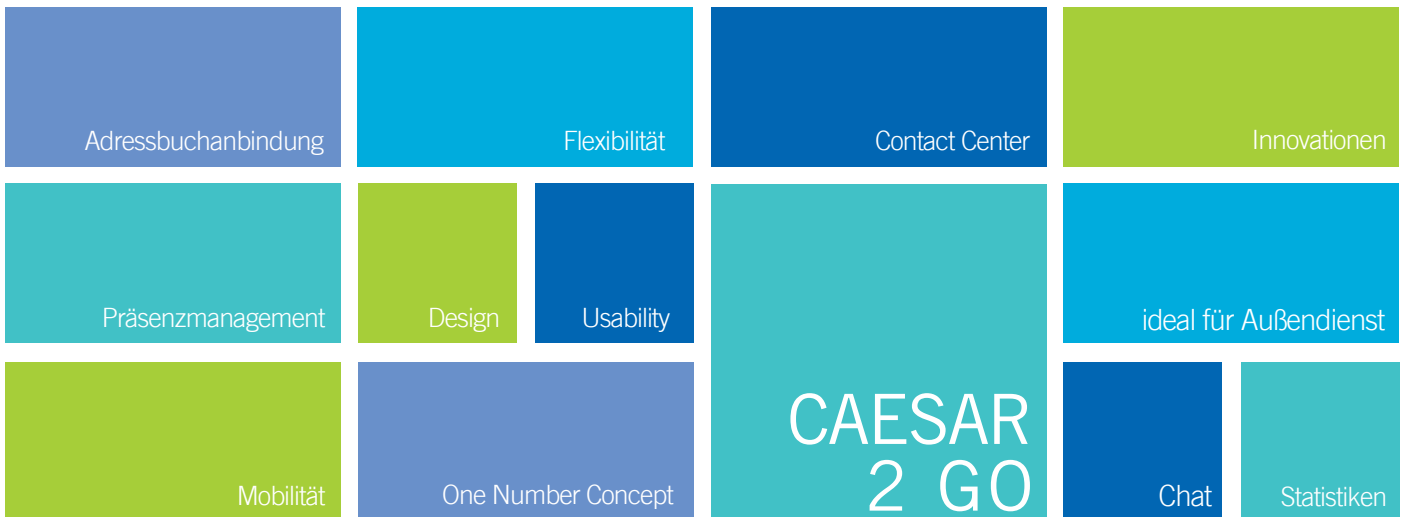 Adressbuchanbindung
Flexibilität
Contact Center
Innovationen
Präsenzmanagement
Design
Usability
ideal für Außendienst
Mobilität
One Number Concept
CAESAR
2 GO
Chat
Statistiken